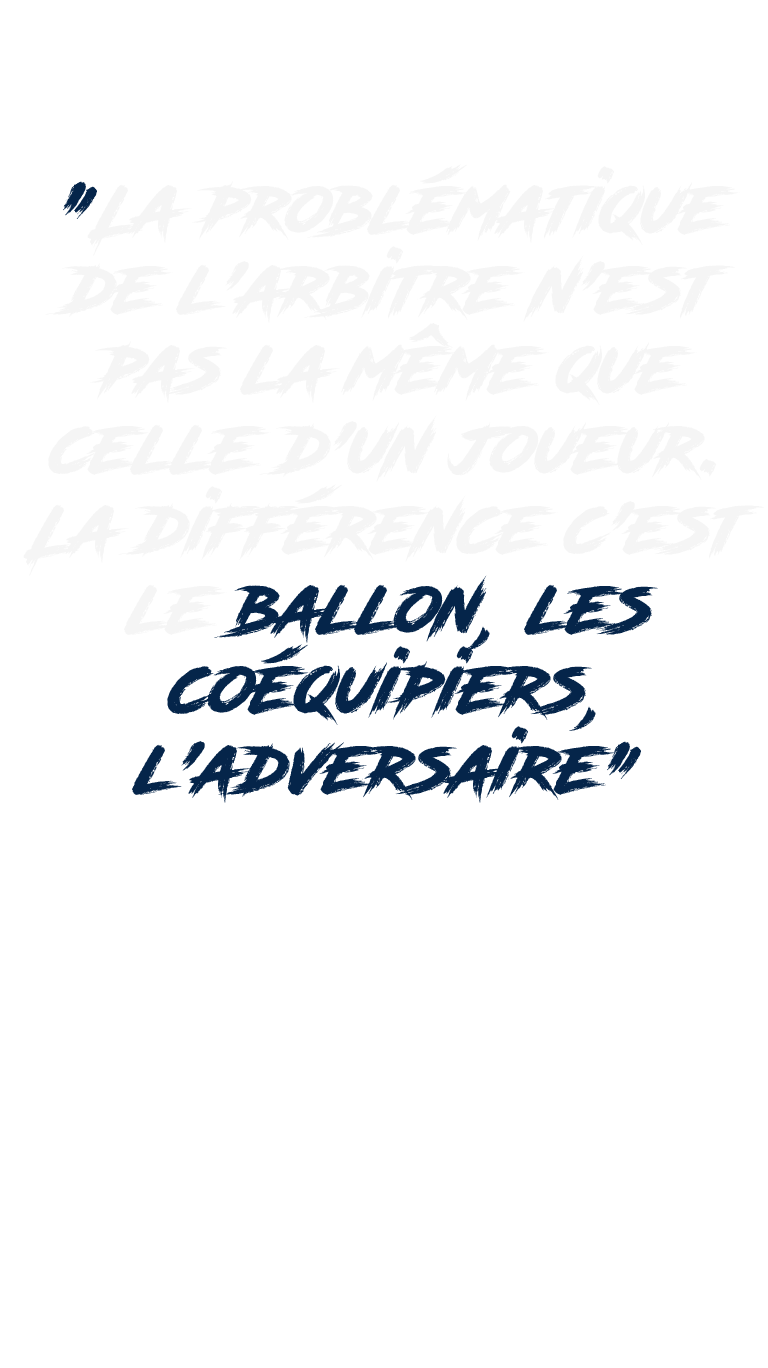 "LA PROBLÉMATIQUE
DE L'ARBITRE N'EST
PAS LA MÊME QUE
CELLE D'UN JOUEUR.
LA DIFFÉRENCE C'EST
LE BALLON, LES
COÉQUIPIERS,
L'ADVERSAIRE"